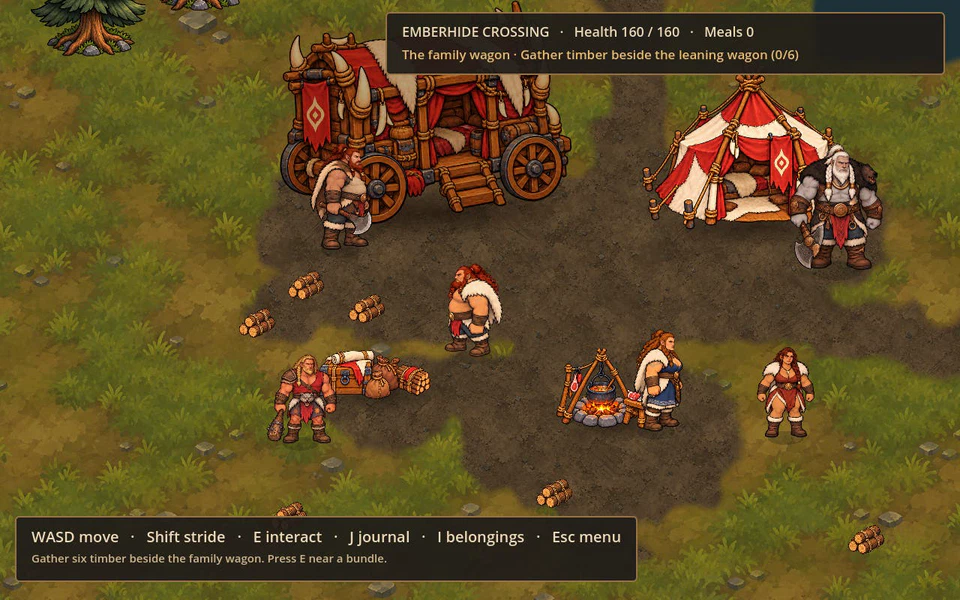 EMBERHIDE CROSSING · Health 160 / 160 · Meals 0
The family wagon · Gather timber beside the leaning wagon (0/6)
WASD move · Shift stride · E interact · J journal · I belongings · Esc menu
Gather six timber beside the family wagon. Press E near a bundle.